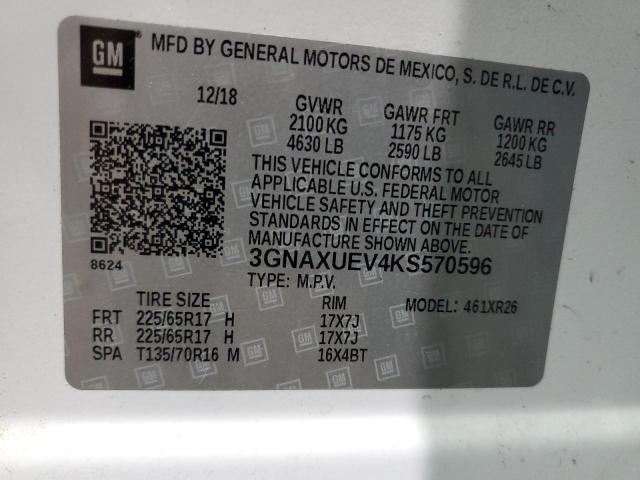 GM
MFD BY GENERAL MOTORS DE MEXICO, S. DE R.L. DE C.V.
12/18 GVWR GAWR FRT GAWR RR
2100 KG 1175 KG 1200 KG
4630 LB 2590 LB 2645 LB
THIS VEHICLE CONFORMS TO ALL
APPLICABLE U.S. FEDERAL MOTOR
VEHICLE SAFETY AND THEFT PREVENTION
STANDARDS IN EFFECT ON THE DATE OF
MANUFACTURE SHOWN ABOVE.
8624 3GNAXUEV4KS570596
TYPE: M.P.V.
TIRE SIZE RIM MODEL: 461XR26
FRT 225/65R17 H 17X7J
RR 225/65R17 H 17X7J
SPA T135/70R16 M 16X4BT